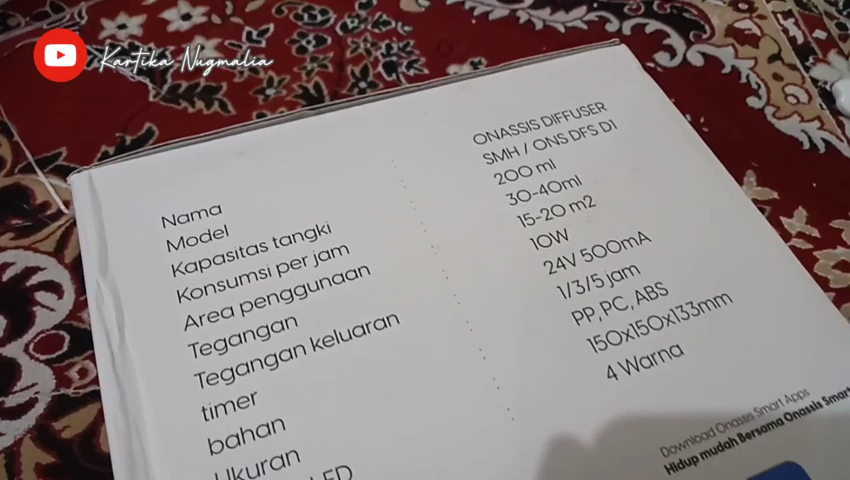 Kartika Nugmalia
Nama ONASSIS DIFFUSER
Model SMH / ONS DFS D1
Kapasitas tangki 200 ml
Konsumsi per jam 30-40ml
Area penggunaan 15-20 m2
Tegangan 10W
Tegangan keluaran 24V 500mA
timer 1/3/5 jam
bahan PP, PC, ABS
Ukuran 150x150x133mm
LED 4 Warna
Download Onassis Smart Apps
Hidup mudah Bersama Onassis Smart